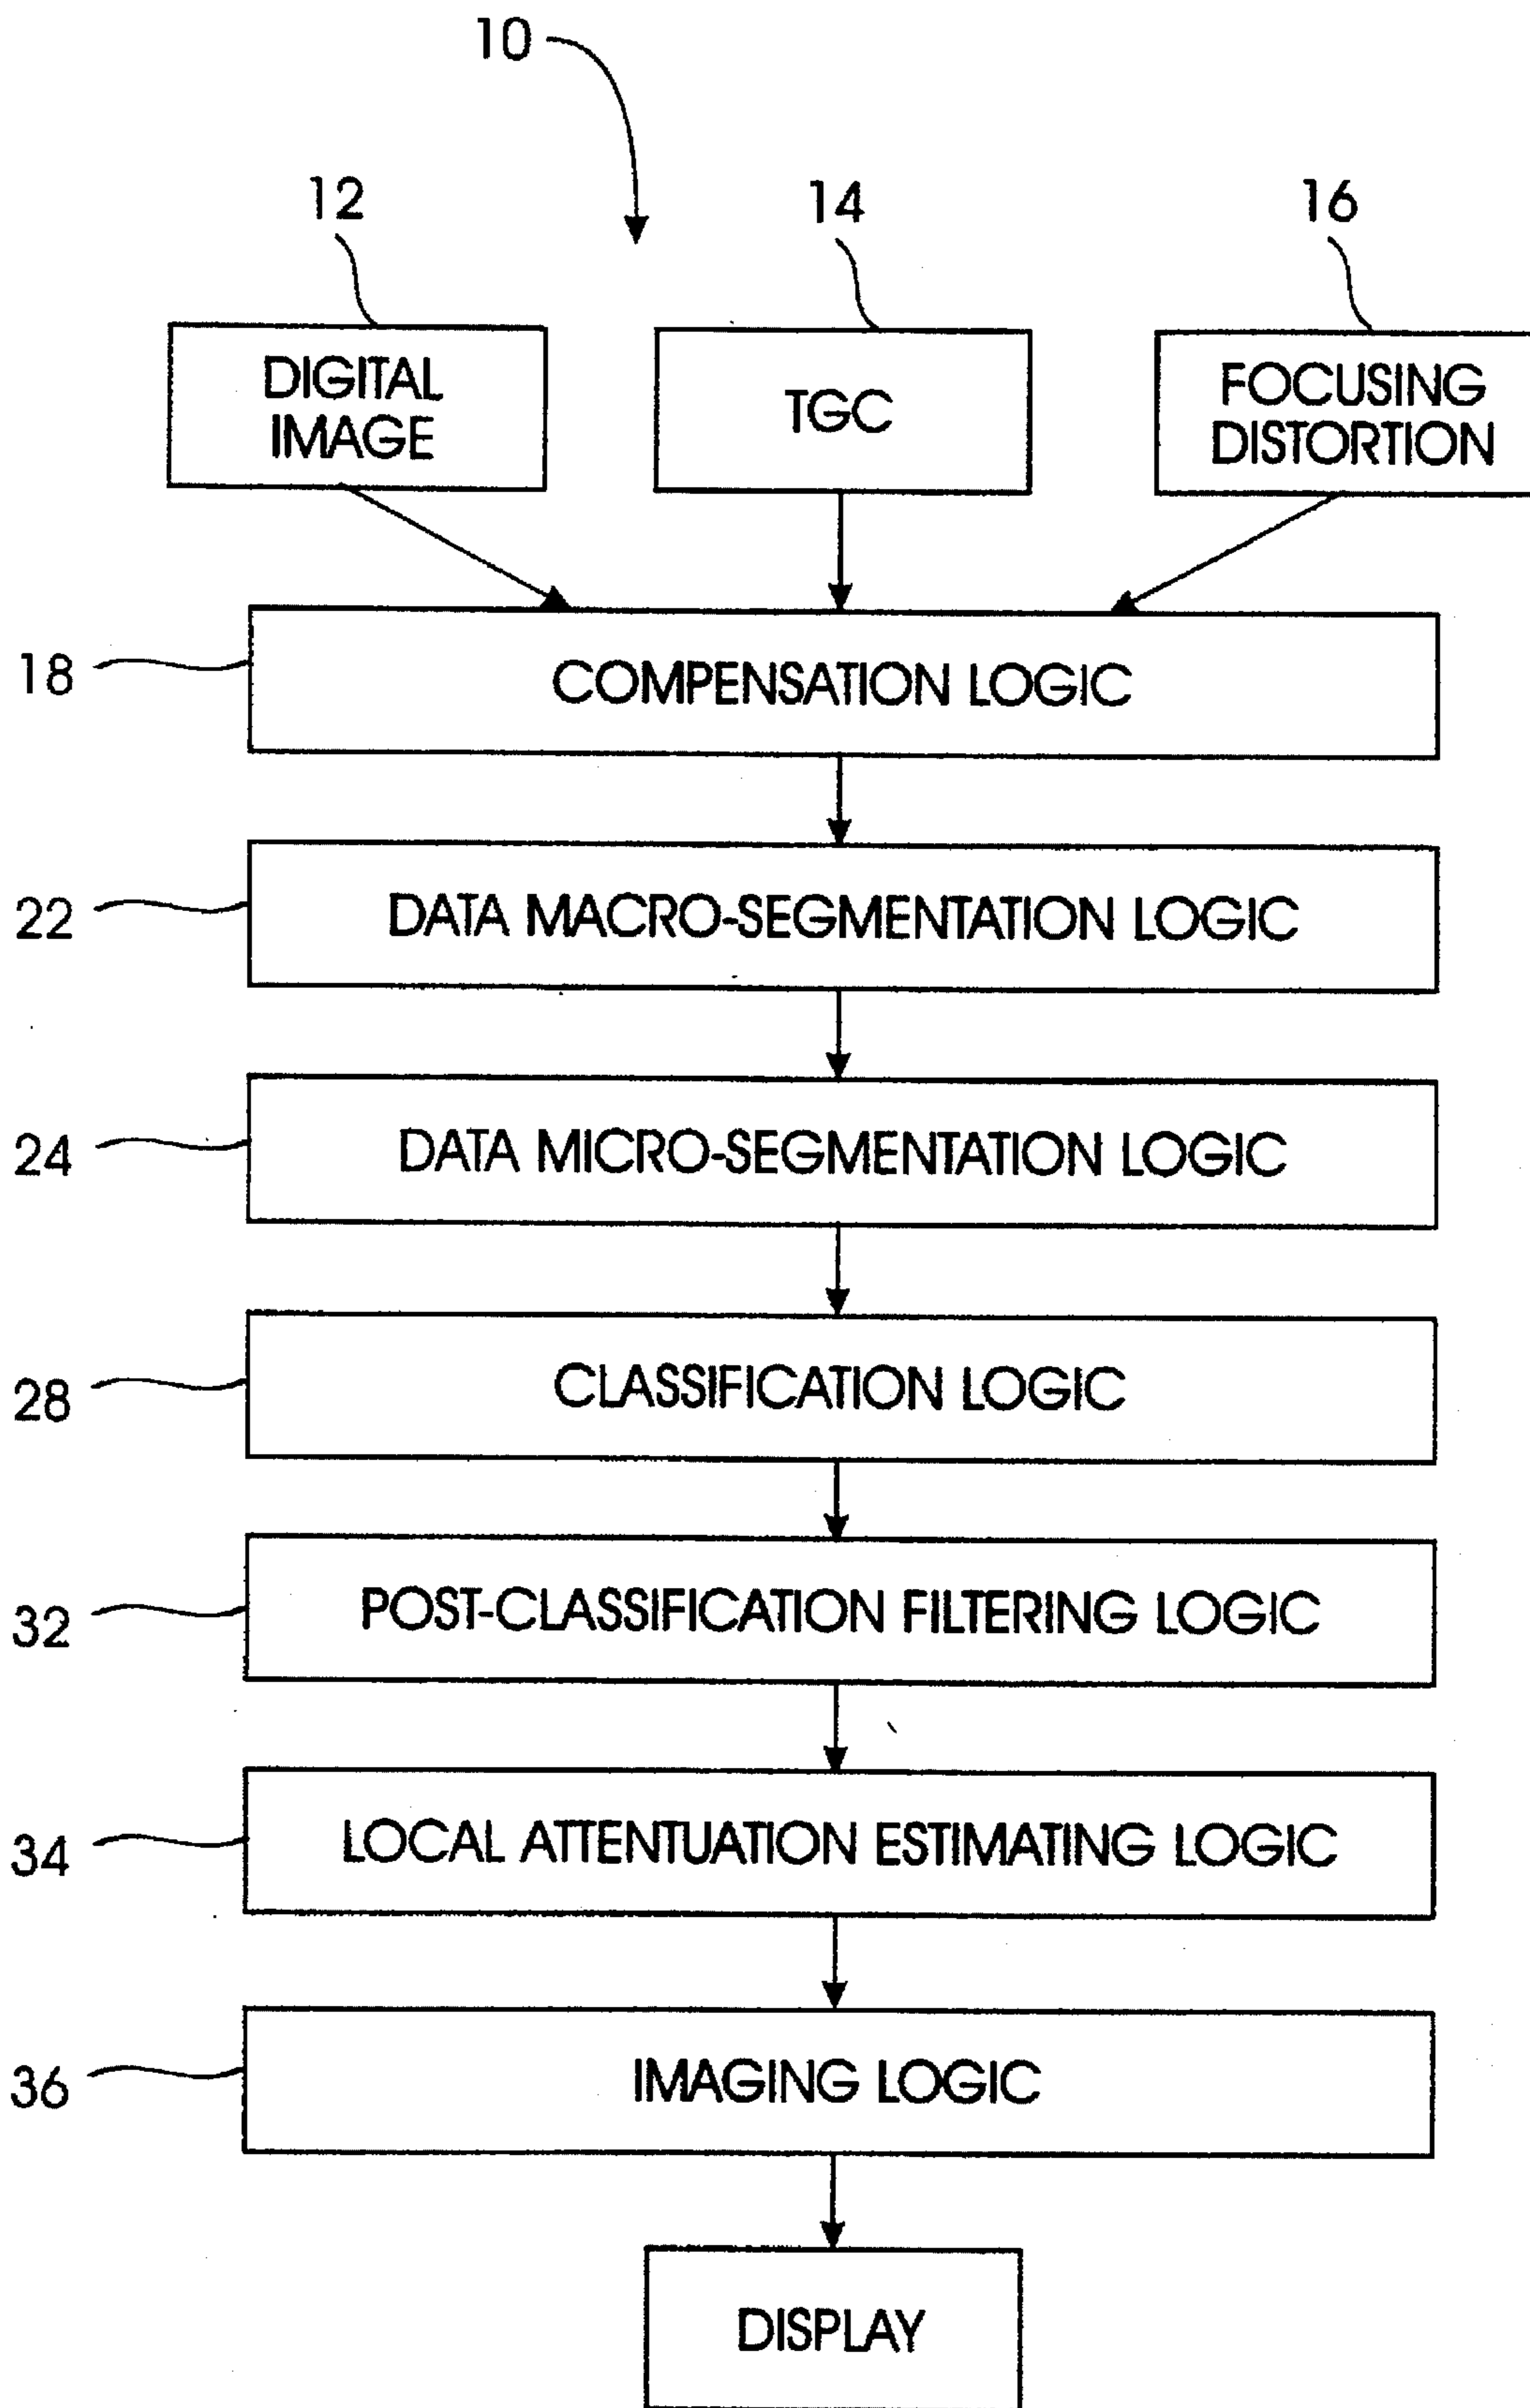 10
12
14
16
DIGITAL
IMAGE
TGC
FOCUSING
DISTORTION
18
COMPENSATION LOGIC
22
DATA MACRO-SEGMENTATION LOGIC
24
DATA MICRO-SEGMENTATION LOGIC
28
CLASSIFICATION LOGIC
32
POST-CLASSIFICATION FILTERING LOGIC
34
LOCAL ATTENTUATION ESTIMATING LOGIC
36
IMAGING LOGIC
DISPLAY